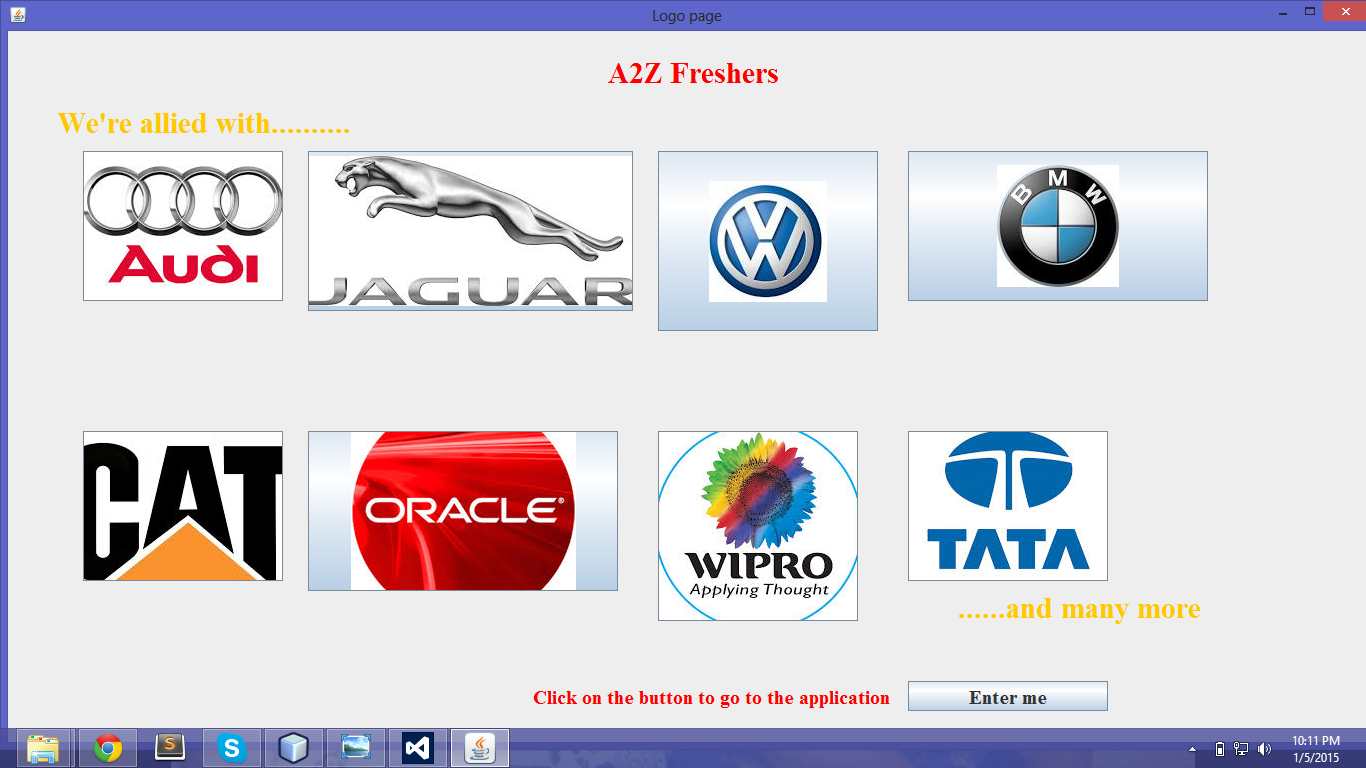 Logo page
A2Z Freshers
We're allied with..........
Audi
JAGUAR
VW
BMW
CAT
ORACLE®
WIPRO
Applying Thought
TATA
......and many more
Click on the button to go to the application
Enter me
S
S
10:11 PM
1/5/2015